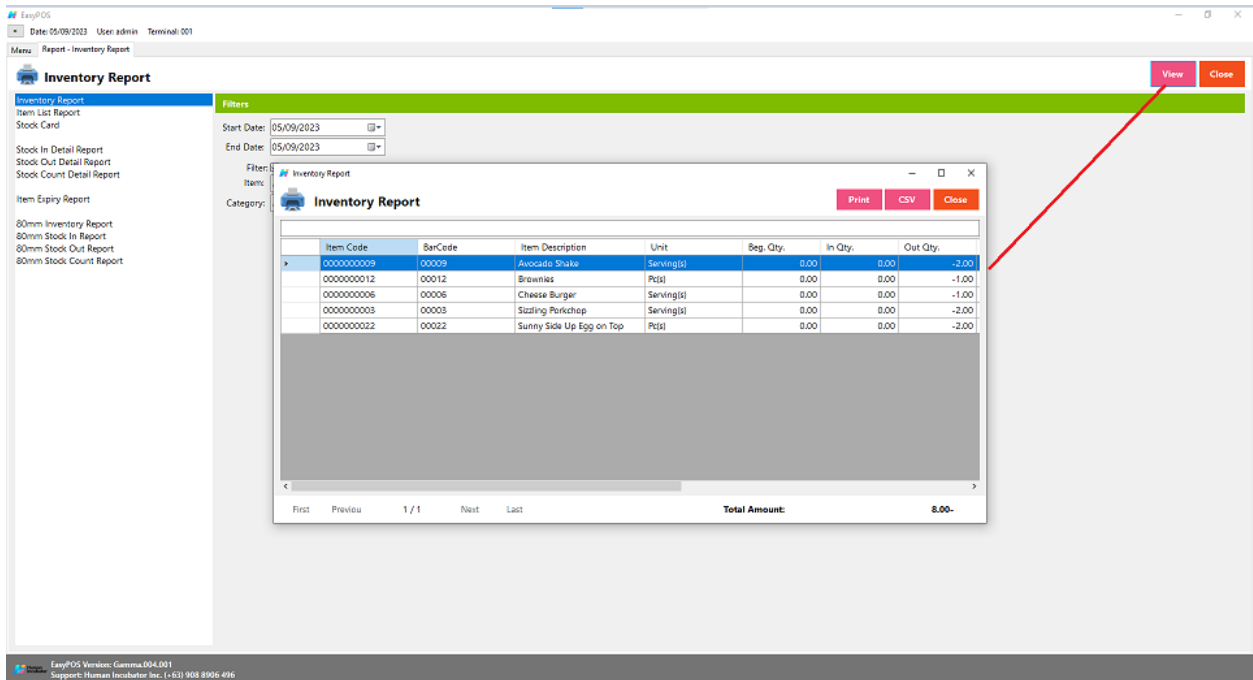 EasyPOS
Date: 05/09/2023 User: admin Terminal: 001
Menu Report - Inventory Report
Inventory Report View Close
Inventory Report
Item List Report
Stock Card
Stock In Detail Report
Stock Out Detail Report
Stock Count Detail Report
Item Expiry Report
80mm Inventory Report
80mm Stock In Report
80mm Stock Out Report
80mm Stock Count Report
Filters
Start Date: 05/09/2023
End Date: 05/09/2023
Filter:
Item:
Category:
Inventory Report
Inventory Report Print CSV Close
Item Code BarCode Item Description Unit Beg. Qty. In Qty. Out Qty.
0000000009 00009 Avocado Shake Serving(s) 0.00 0.00 -2.00
0000000012 00012 Brownies Pc(s) 0.00 0.00 -1.00
0000000006 00006 Cheese Burger Serving(s) 0.00 0.00 -1.00
0000000003 00003 Sizzling Porkchop Serving(s) 0.00 0.00 -2.00
0000000022 00022 Sunny Side Up Egg on Top Pc(s) 0.00 0.00 -2.00
First Previou 1 / 1 Next Last Total Amount: 8.00-
Human Incubator
EasyPOS Version: Gamma.004.001
Support: Human Incubator Inc. (+63) 908 8906 496